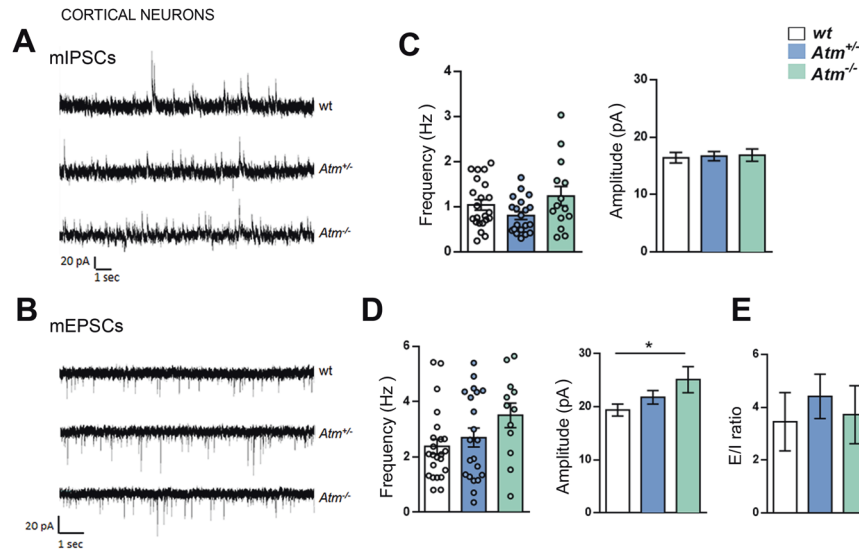 CORTICAL NEURONS
A
mIPSCs
wt
Atm+/-
Atm-/-
20 pA
1 sec
B
mEPSCs
wt
Atm+/-
Atm-/-
20 pA
1 sec
C
Frequency (Hz)
4
3
2
1
0
Amplitude (pA)
30
20
10
0
wt
Atm+/-
Atm-/-
D
Frequency (Hz)
6
4
2
0
Amplitude (pA)
30
20
10
0
*
E
E/I ratio
6
4
2
0